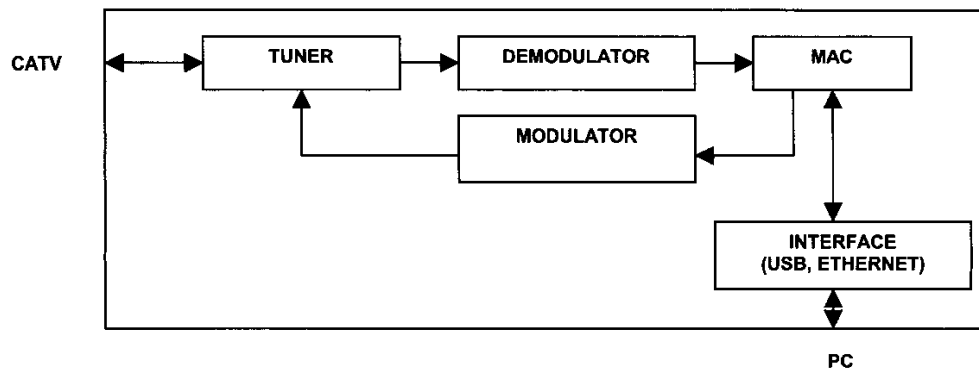 CATV
TUNER
DEMODULATOR
MAC
MODULATOR
INTERFACE
(USB, ETHERNET)
PC